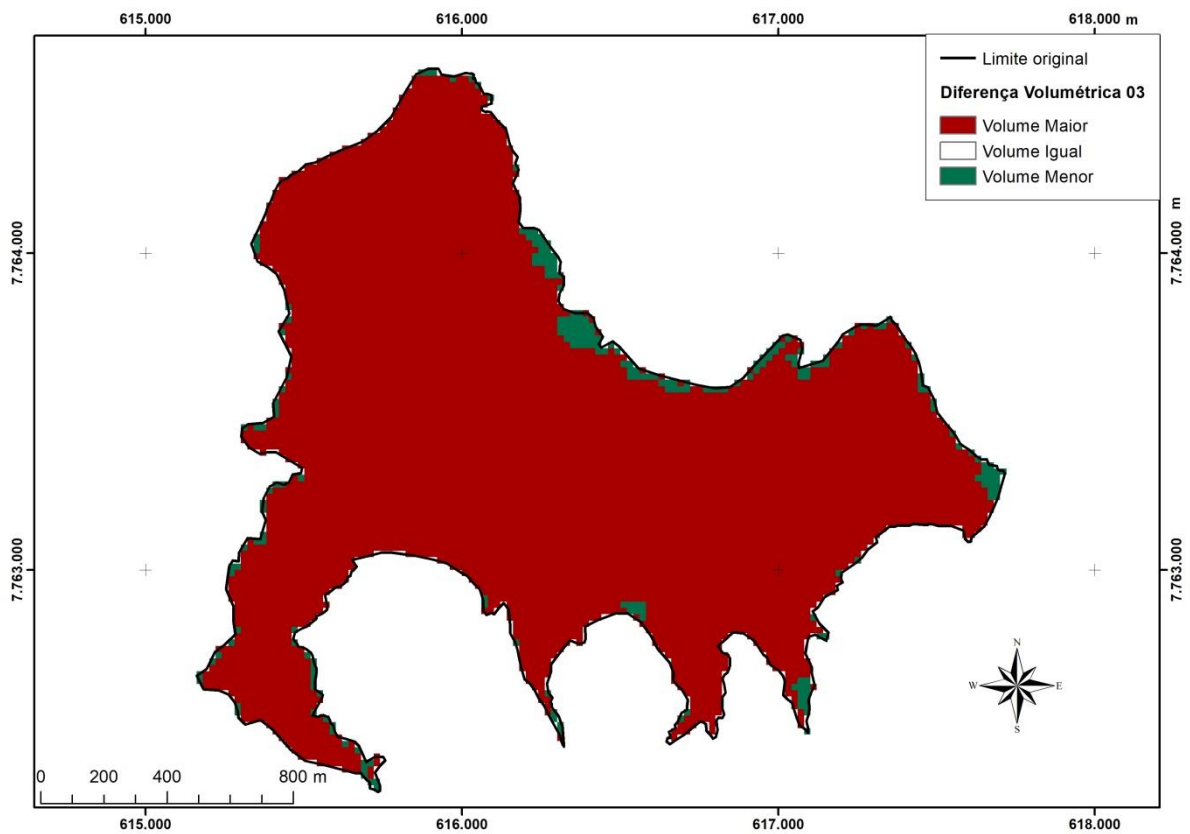 615.000 616.000 617.000 618.000 m
Limite original
Diferença Volumétrica 03
Volume Maior
Volume Igual
Volume Menor
m
7.764.000 7.764.000
7.763.000 7.763.000
N
W E
S
0 200 400 800 m
615.000 616.000 617.000 618.000